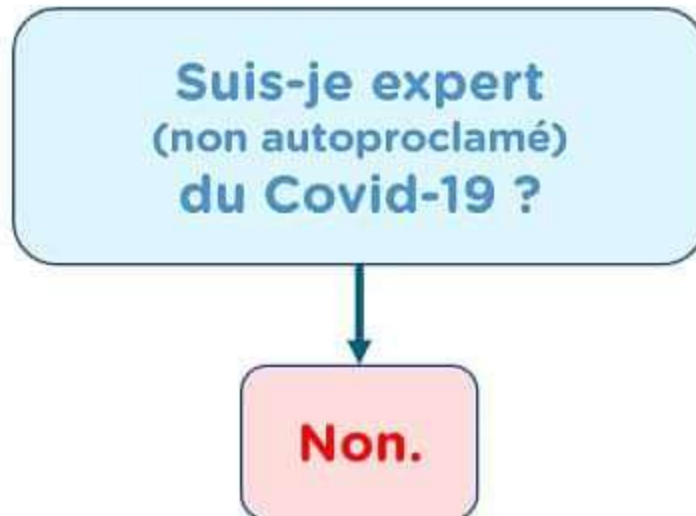 Suis-je expert
(non autoproclamé)
du Covid-19 ?
Non.